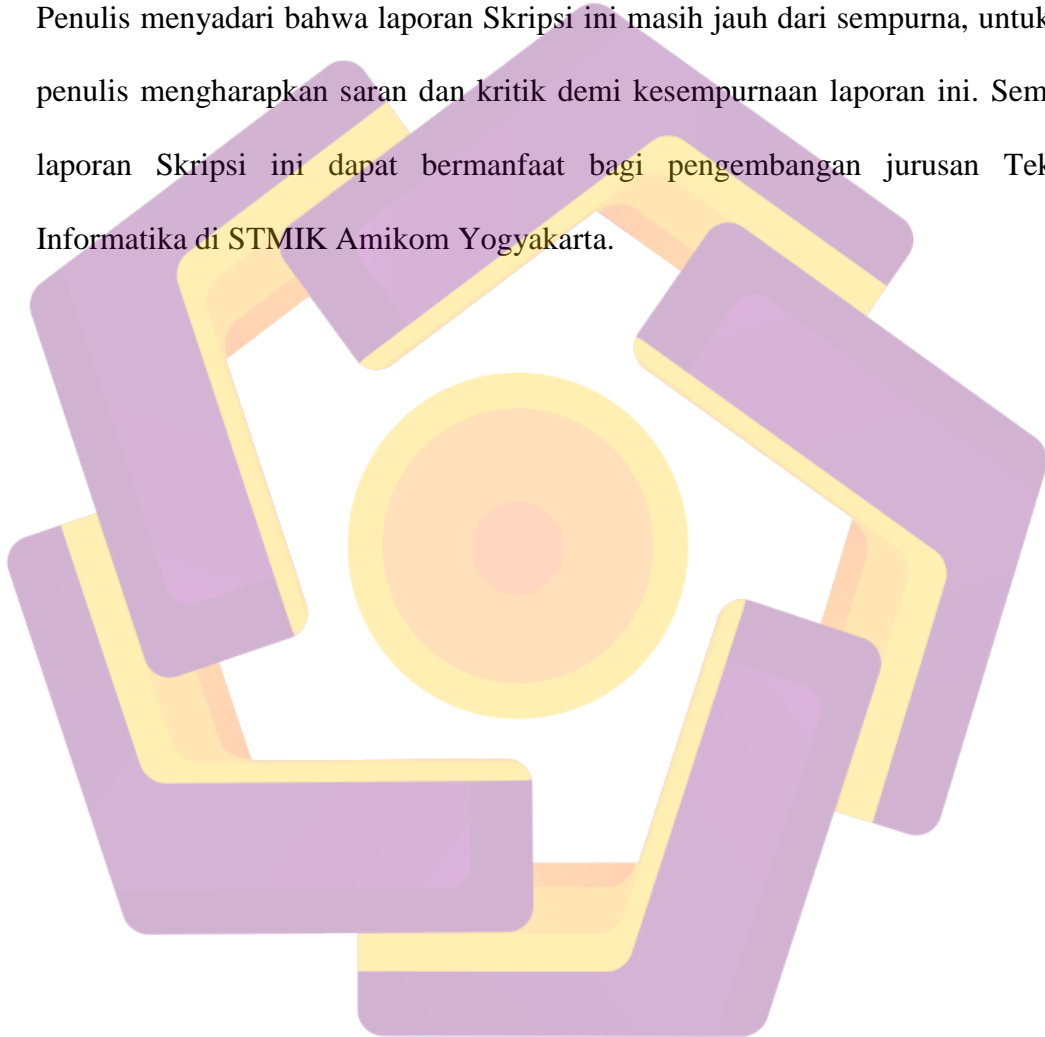 Penulis menyadari bahwa laporan Skripsi ini masih jauh dari sempurna, untuk
penulis mengharapkan saran dan kritik demi kesempurnaan laporan ini. Sem
laporan Skripsi ini dapat bermanfaat bagi pengembangan jurusan Tek
Informatika di STMIK Amikom Yogyakarta.